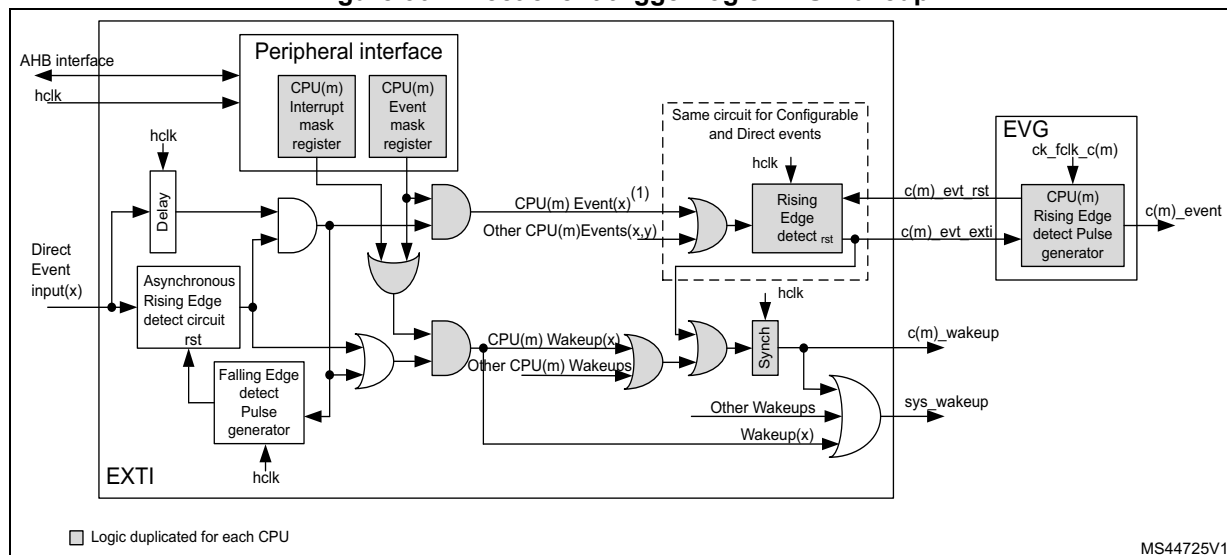 Peripheral interface
AHB interface
hclk
CPU(m)
Interrupt
mask
register
CPU(m)
Event
mask
register
Same circuit for Configurable
and Direct events
hclk
Rising
Edge
detect rst
EVG
ck_fclk_c(m)
CPU(m)
Rising Edge
detect Pulse
generator
c(m)_evt_rst
c(m)_evt_exti
c(m)_event
hclk
Delay
CPU(m) Event(x)(1)
Other CPU(m)Events(x,y)
Direct
Event
input(x)
Asynchronous
Rising Edge
detect circuit
rst
Falling Edge
detect
Pulse
generator
hclk
hclk
Synch
CPU(m) Wakeup(x)
Other CPU(m) Wakeups
c(m)_wakeup
Other Wakeups
Wakeup(x)
sys_wakeup
EXTI
Logic duplicated for each CPU
MS44725V1